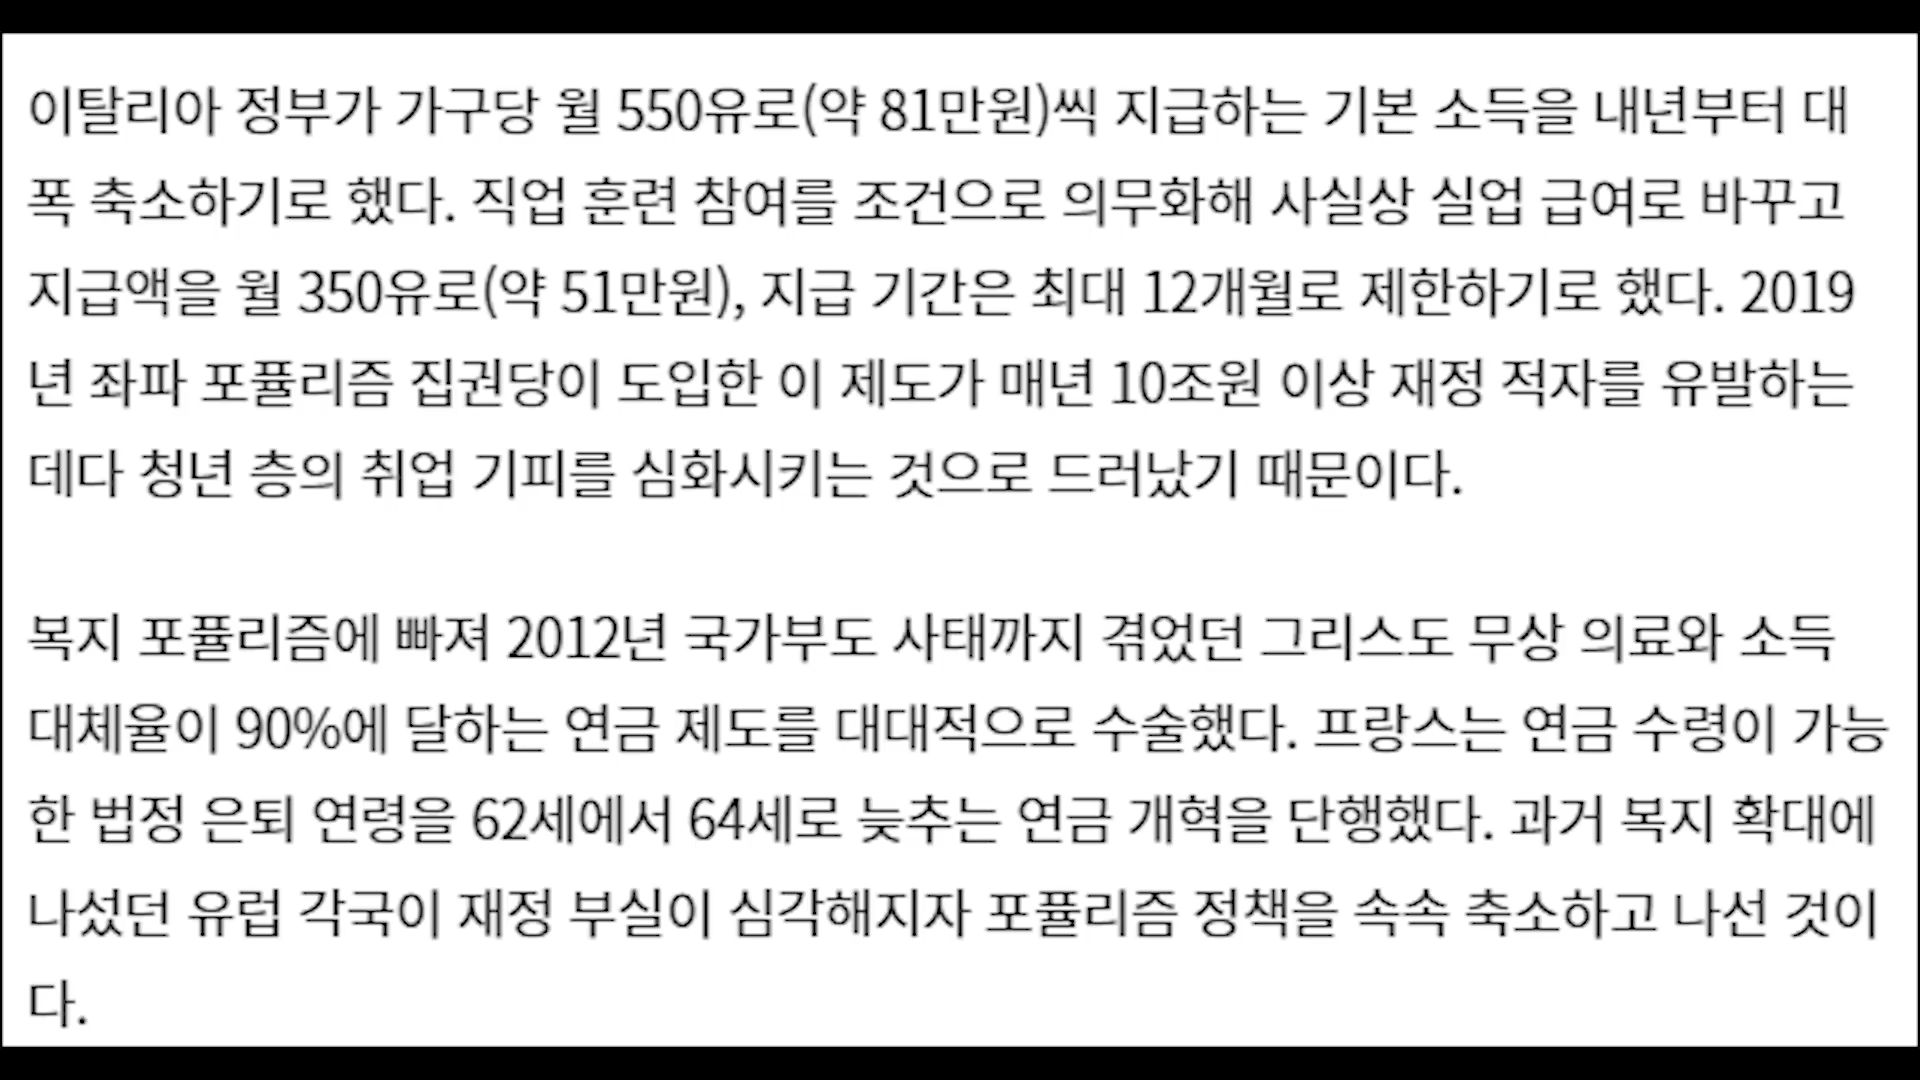 이탈리아 정부가 가구당 월 550유로(약 81만원)씩 지급하는 기본 소득을 내년부터 대
폭 축소하기로 했다. 직업 훈련 참여를 조건으로 의무화해 사실상 실업 급여로 바꾸고
지급액을 월 350유로(약 51만원), 지급 기간은 최대 12개월로 제한하기로 했다. 2019
년 좌파 포퓰리즘 집권당이 도입한 이 제도가 매년 10조원 이상 재정 적자를 유발하는
데다 청년 층의 취업 기피를 심화시키는 것으로 드러났기 때문이다.
복지 포퓰리즘에 빠져 2012년 국가부도 사태까지 겪었던 그리스도 무상 의료와 소득
대체율이 90%에 달하는 연금 제도를 대대적으로 수술했다. 프랑스는 연금 수령이 가능
한 법정 은퇴 연령을 62세에서 64세로 늦추는 연금 개혁을 단행했다. 과거 복지 확대에
나섰던 유럽 각국이 재정 부실이 심각해지자 포퓰리즘 정책을 속속 축소하고 나선 것이
다.